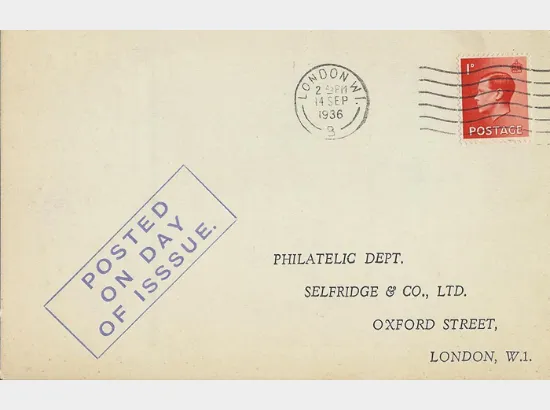 LONDON W.1.
2 PM
14 SEP
1936
1D
POSTAGE
POSTED
ON DAY
OF ISSSUE.
PHILATELIC DEPT.
SELFRIDGE & CO., LTD.
OXFORD STREET,
LONDON, W.1.